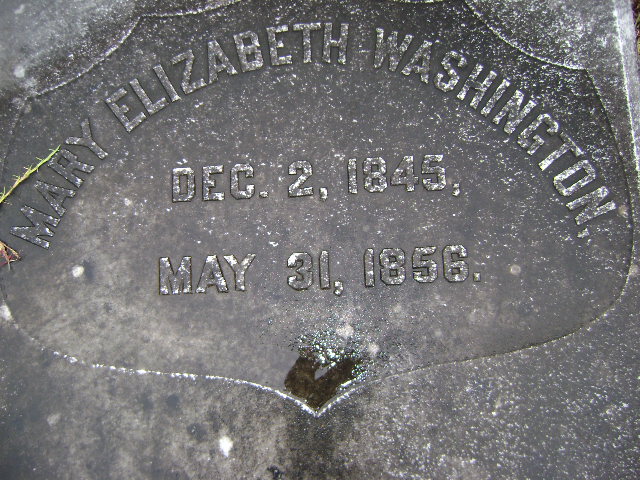 MARY ELIZABETH WASHINGTON,
DEC. 2, 1845,
MAY 31, 1856.